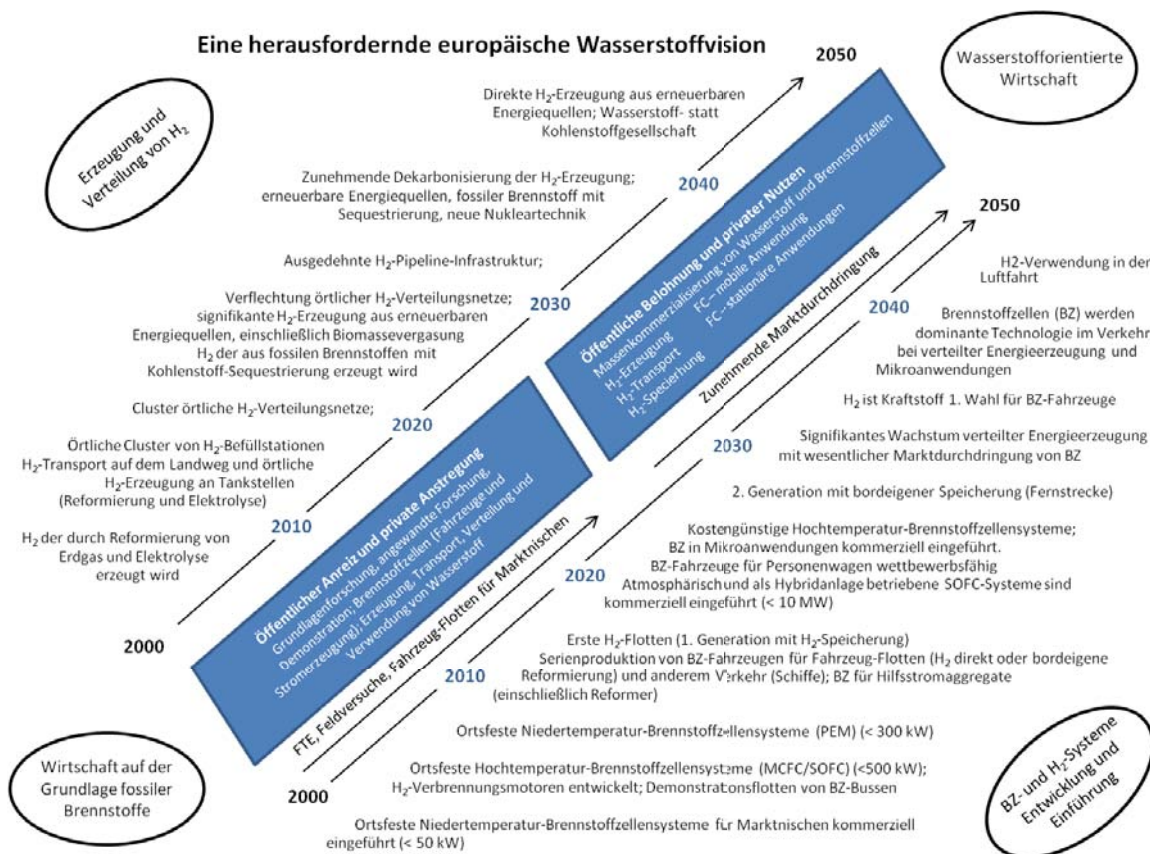 Eine herausfordernde europäische Wasserstoffvision
Erzeugung und
Verteilung von H₂
Wasserstofforientierte
Wirtschaft
2050
Direkte H₂-Erzeugung aus erneuerbaren
Energiequellen; Wasserstoff- statt
Kohlenstoffgesellschaft
2040
Zunehmende Dekarbonisierung der H₂-Erzeugung;
erneuerbare Energiequellen, fossiler Brennstoff mit
Sequestrierung, neue Nukleartechnik
Ausgedehnte H₂-Pipeline-Infrastruktur;
2030
Verflechtung örtlicher H₂-Verteilungsnetze;
signifikante H₂-Erzeugung aus erneuerbaren
Energiequellen, einschließlich Biomassevergasung
H₂ der aus fossilen Brennstoffen mit
Kohlenstoff-Sequestrierung erzeugt wird
Cluster örtliche H₂-Verteilungsnetze;
2020
Örtliche Cluster von H₂-Befüllstationen
H₂-Transport auf dem Landweg und örtliche
H₂-Erzeugung an Tankstellen
(Reformierung und Elektrolyse)
2010
H₂ der durch Reformierung von
Erdgas und Elektrolyse
erzeugt wird
2000
Öffentliche Belohnung und privater Nutzen
Massenkommerzialisierung von Wasserstoff und Brennstoffzellen
H₂-Erzeugung FC – mobile Anwendung
H₂-Transport FC – stationäre Anwendungen
H₂-Specierhung
Öffentlicher Anreiz und private Anstregung
Grundlagenforschung, angewandte Forschung,
Demonstration; Brennstoffzellen (Fahrzeuge und
Stromerzeugung); Erzeugung, Transport, Verteilung und
Verwendung von Wasserstoff
Zunehmende Marktdurchdringung
FTE, Feldversuche, Fahrzeug-Flotten für Marktnischen
2050
H2-Verwendung in der
Luftfahrt
2040
Brennstoffzellen (BZ) werden
dominante Technologie im Verkehr
bei verteilter Energieerzeugung und
Mikroanwendungen
H₂ ist Kraftstoff 1. Wahl für BZ-Fahrzeuge
2030
Signifikantes Wachstum verteilter Energieerzeugung
mit wesentlicher Marktdurchdringung von BZ
2. Generation mit bordeigener Speicherung (Fernstrecke)
2020
Kostengünstige Hochtemperatur-Brennstoffzellensysteme;
BZ in Mikroanwendungen kommerziell eingeführt.
BZ-Fahrzeuge für Personenwagen wettbewerbsfähig
Atmosphärisch und als Hybridanlage betriebene SOFC-Systeme sind
kommerziell eingeführt (< 10 MW)
2010
Erste H₂-Flotten (1. Generation mit H₂-Speicherung)
Serienproduktion von BZ-Fahrzeugen für Fahrzeug-Flotten (H₂ direkt oder bordeigene
Reformierung) und anderem Verkehr (Schiffe); BZ für Hilfsstromaggregate
(einschließlich Reformer)
Ortsfeste Niedertemperatur-Brennstoffzellensysteme (PEM) (< 300 kW)
Ortsfeste Hochtemperatur-Brennstoffzellensysteme (MCFC/SOFC) (<500 kW);
H₂-Verbrennungsmotoren entwickelt; Demonstrationsflotten von BZ-Bussen
2000
Ortsfeste Niedertemperatur-Brennstoffzellensysteme für Marktnischen kommerziell
eingeführt (< 50 kW)
Wirtschaft auf der
Grundlage fossiler
Brennstoffe
BZ- und H₂-Systeme
Entwicklung und
Einführung